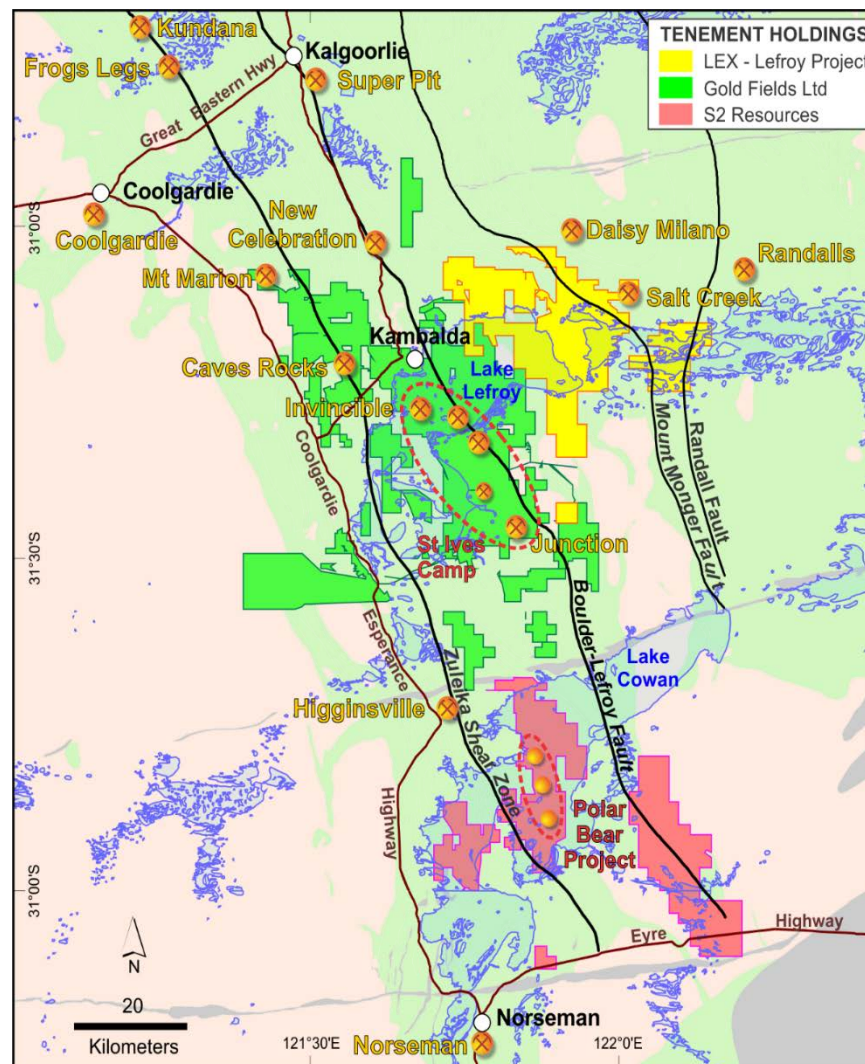 TENEMENT HOLDINGS
LEX - Lefroy Project
Gold Fields Ltd
S2 Resources
Kundana
Frogs Legs
Kalgoorlie
Super Pit
Great Eastern Hwy
Coolgardie
Coolgardie
New
Celebration
Mt Marion
Daisy Milano
Randalls
Salt Creek
31°00'S
Kambalda
Caves Rocks
Lake
Lefroy
Invincible
Coolgardie
Mount Monger Fault
Randall Fault
St Ives
Camp
Junction
31°30'S
Esperance
Zuleika Shear Zone
Boulder-Lefroy Fault
Lake
Cowan
Higginsville
Highway
Polar
Bear
Project
31°00'S
Eyre
Highway
N
20
Kilometers
Norseman
Norseman
121°30'E
122°0'E